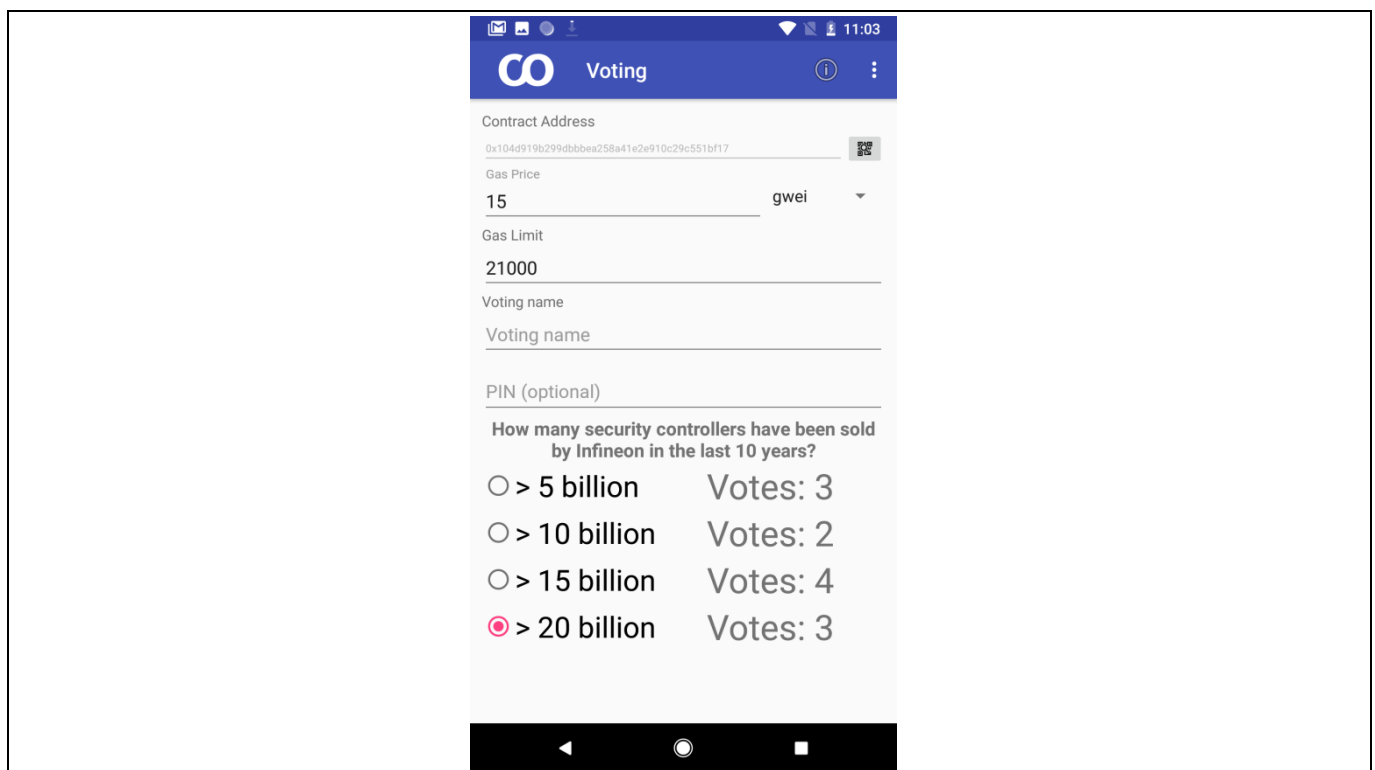 11:03
CO Voting
Contract Address
0x104d919b299dbbbea258a41e2e910c29c551bf17
Gas Price
15 gwei
Gas Limit
21000
Voting name
Voting name
PIN (optional)
How many security controllers have been sold
by Infineon in the last 10 years?
> 5 billion Votes: 3
> 10 billion Votes: 2
> 15 billion Votes: 4
> 20 billion Votes: 3